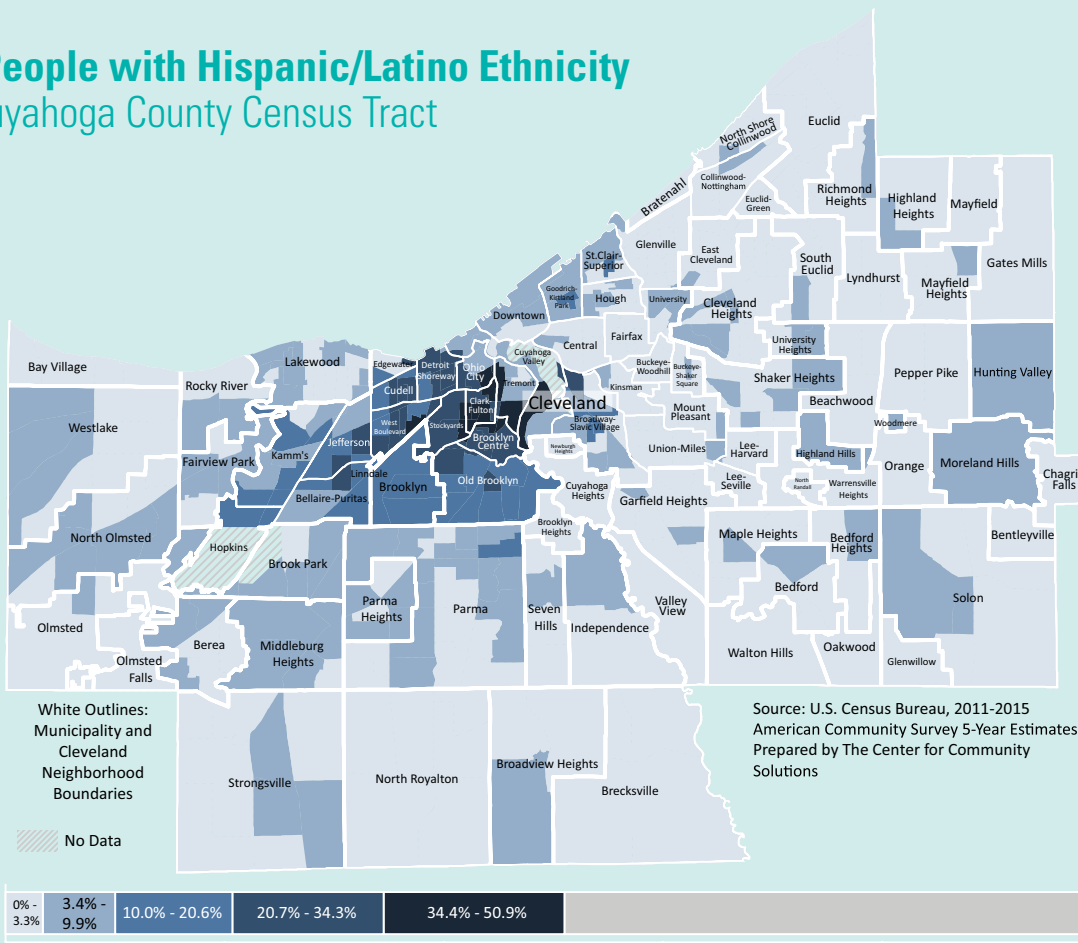 People with Hispanic/Latino Ethnicity
uyahoga County Census Tract
Euclid
North Shore
Collinwood
Collinwood-
Nottingham
Euclid-
Green
Bratenahl
Richmond
Heights
Highland
Heights
Mayfield
Gates Mills
Glenville
East
Cleveland
South
Euclid
Lyndhurst
Mayfield
Heights
St.Clair-
Superior
Goodrich-
Kirtland
Park
Hough
University
Cleveland
Heights
Downtown
Fairfax
Central
University
Heights
Cuyahoga
Valley
Buckeye-
Woodhill
Buckeye-
Shaker
Square
Shaker Heights
Pepper Pike
Hunting Valley
Bay Village
Rocky River
Lakewood
Edgewater
Detroit
Shoreway
Ohio
City
Tremont
Kinsman
Cudell
Clark-
Fulton
Cleveland
Mount
Pleasant
Beachwood
Woodmere
Westlake
West
Boulevard
Stockyards
Brooklyn
Centre
Broadway-
Slavic Village
Jefferson
Newburgh
Heights
Union-Miles
Lee-
Harvard
Highland Hills
Orange
Moreland Hills
Chagri
Falls
Fairview Park
Kamm's
Linndale
Bellaire-Puritas
Brooklyn
Old Brooklyn
Cuyahoga
Heights
Garfield Heights
Lee-
Seville
North
Randall
Warrensville
Heights
North Olmsted
Hopkins
Brook Park
Brooklyn
Heights
Maple Heights
Bedford
Heights
Bentleyville
Bedford
Solon
Olmsted
Parma
Heights
Parma
Seven
Hills
Independence
Valley
View
Berea
Middleburg
Heights
Olmsted
Falls
Walton Hills
Oakwood
Glenwillow
White Outlines:
Municipality and
Cleveland
Neighborhood
Boundaries
No Data
Strongsville
North Royalton
Broadview Heights
Brecksville
Source: U.S. Census Bureau, 2011-2015
American Community Survey 5-Year Estimates
Prepared by The Center for Community
Solutions
0% -
3.3%
3.4% -
9.9%
10.0% - 20.6%
20.7% - 34.3%
34.4% - 50.9%